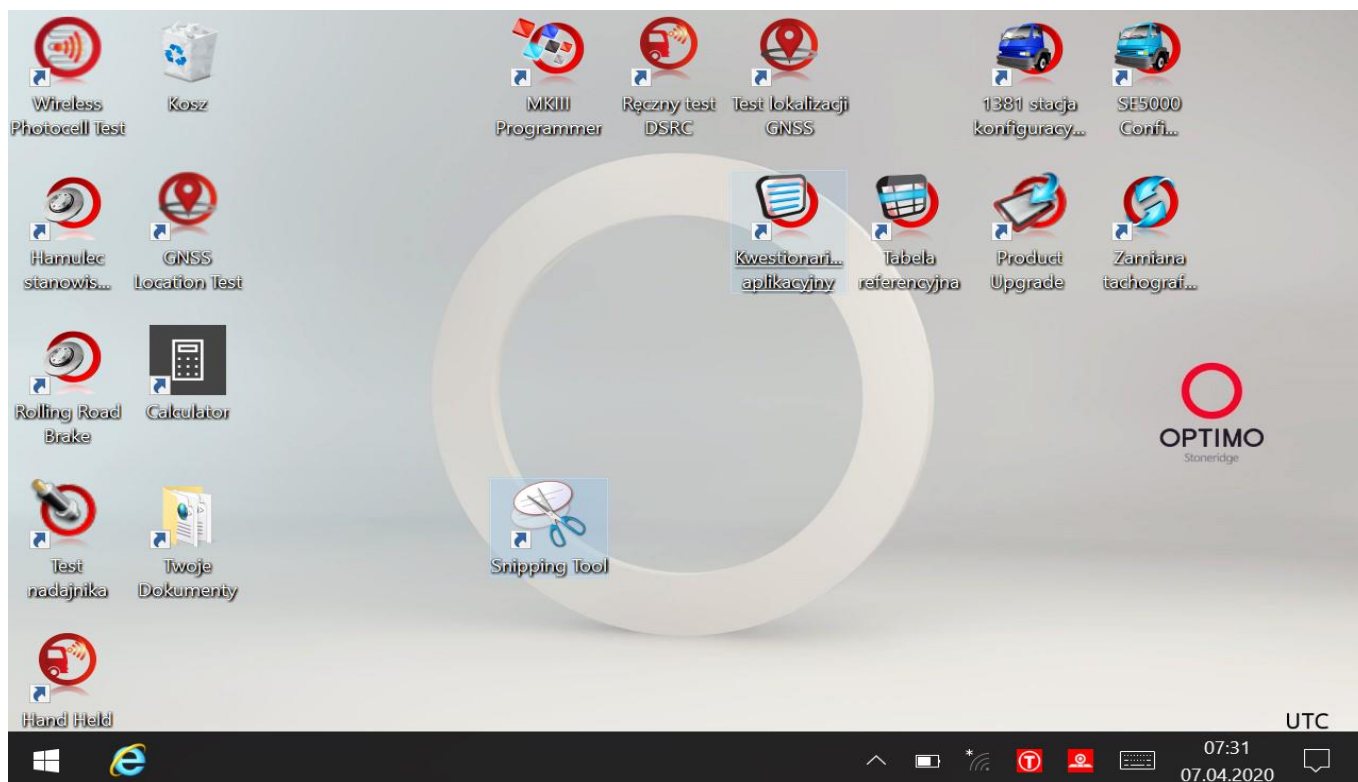 Wireless
Photocell Test
Kosz
MKIII
Programmer
Ręczny test
DSRC
Test lokalizacji
GNSS
1381 stacja
konfiguracy...
SE5000
Confi...
Hamulec
stanowis...
GNSS
Location Test
Kwestionari...
aplikacyjny
Tabela
referencyjna
Product
Upgrade
Zamiana
tachograf...
Rolling Road
Brake
Calculator
OPTIMO
Stoneridge
Test
nadajnika
Twoje
Dokumenty
Snipping Tool
Hand Held
UTC
07:31
07.04.2020